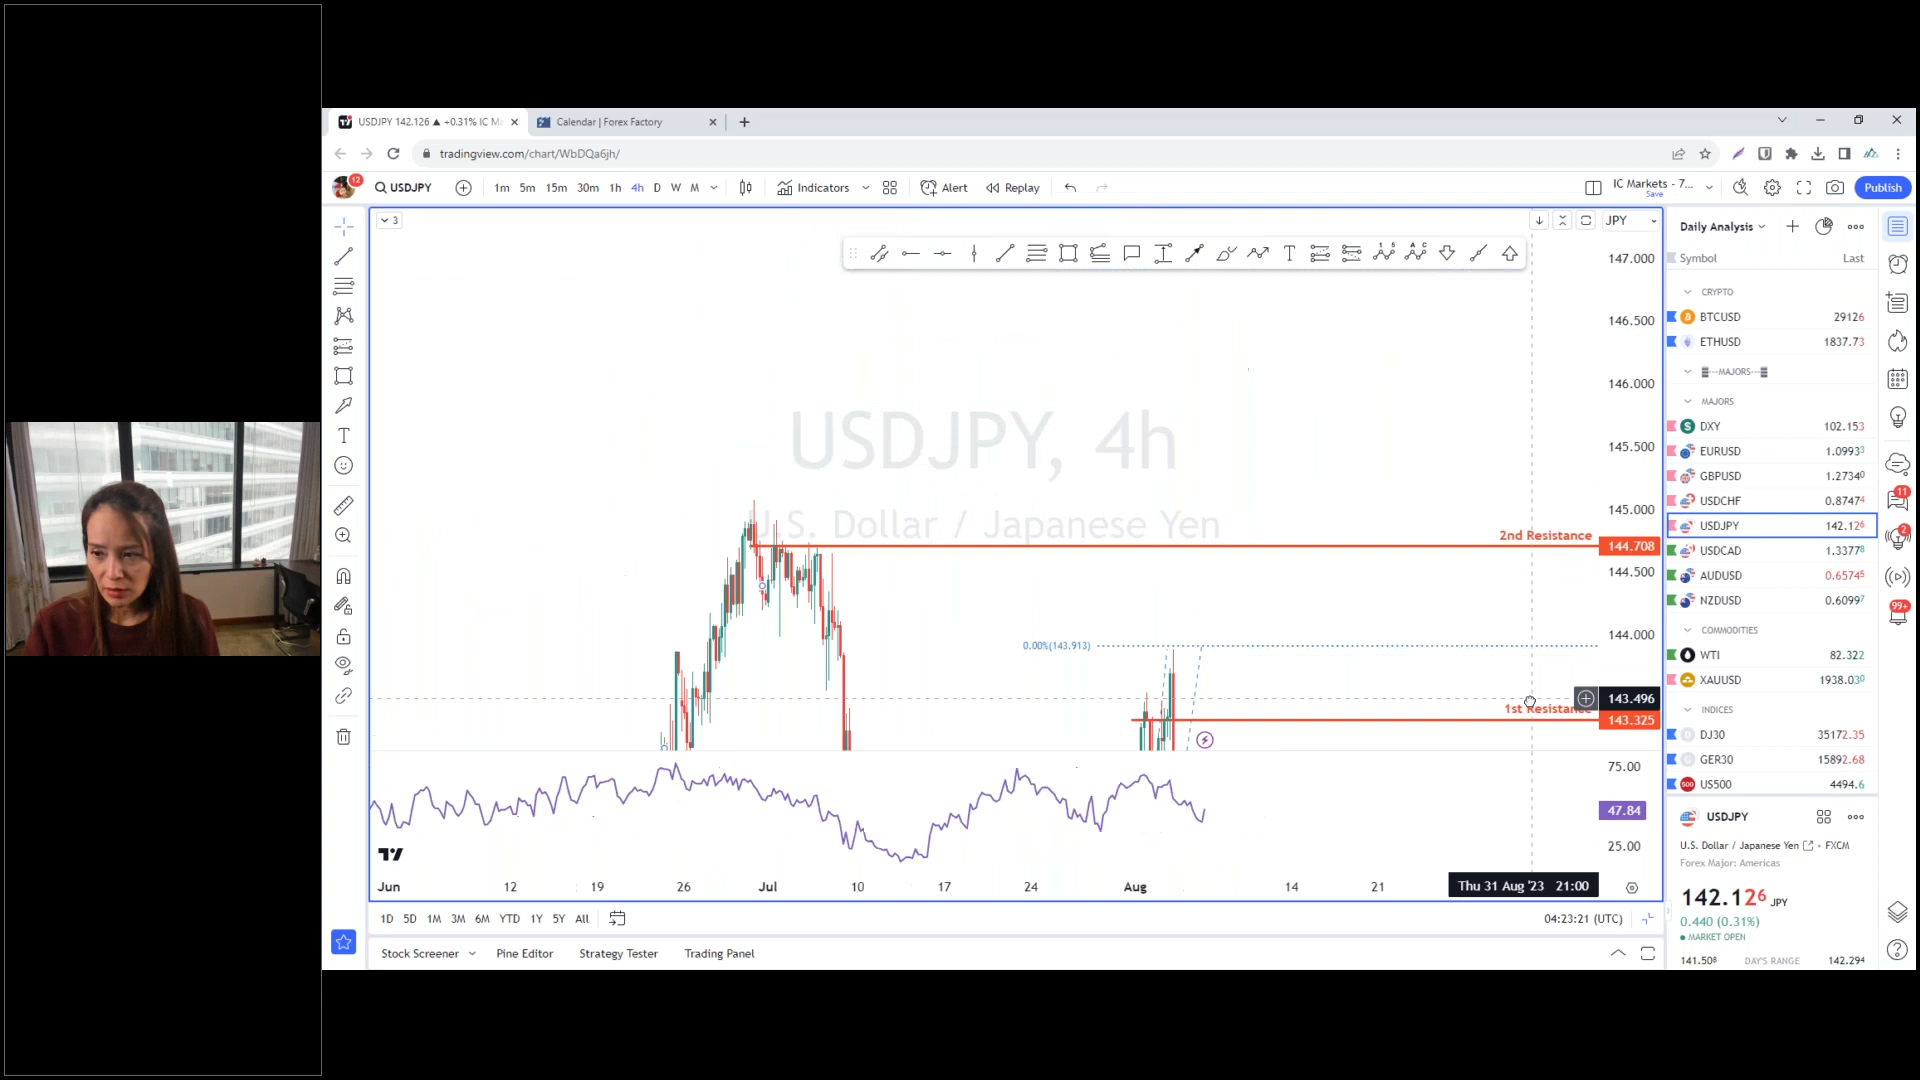 USDJPY 142.126 ▲ +0.31% IC M
Calendar | Forex Factory
tradingview.com/chart/WbDQa6jh/
12
USDJPY
1m 5m 15m 30m 1h 4h D W M
Indicators
Alert
Replay
IC Markets - 7...
Save
Publish
3
JPY
USDJPY, 4h
U.S. Dollar / Japanese Yen
147.000
146.500
146.000
145.500
145.000
2nd Resistance 144.708
144.500
144.000
0.00%(143.913)
143.496
1st Resistance
143.325
75.00
47.84
25.00
Jun 12 19 26 Jul 10 17 24 Aug 14 21
Thu 31 Aug '23 21:00
1D 5D 1M 3M 6M YTD 1Y 5Y All
04:23:21 (UTC)
Stock Screener
Pine Editor
Strategy Tester
Trading Panel
Daily Analysis
Symbol Last
CRYPTO
BTCUSD 29126
ETHUSD 1837.73
MAJORS
MAJORS
DXY 102.153
EURUSD 1.09933
GBPUSD 1.27340
USDCHF 0.87474
USDJPY 142.126
USDCAD 1.33778
AUDUSD 0.65745
NZDUSD 0.60997
COMMODITIES
WTI 82.322
XAUUSD 1938.030
INDICES
DJ30 35172.35
GER30 15892.68
US500 4494.6
USDJPY
U.S. Dollar / Japanese Yen • FXCM
Forex Major: Americas
142.126 JPY
0.440 (0.31%)
MARKET OPEN
141.508 DAY'S RANGE 142.294
11
2
99+